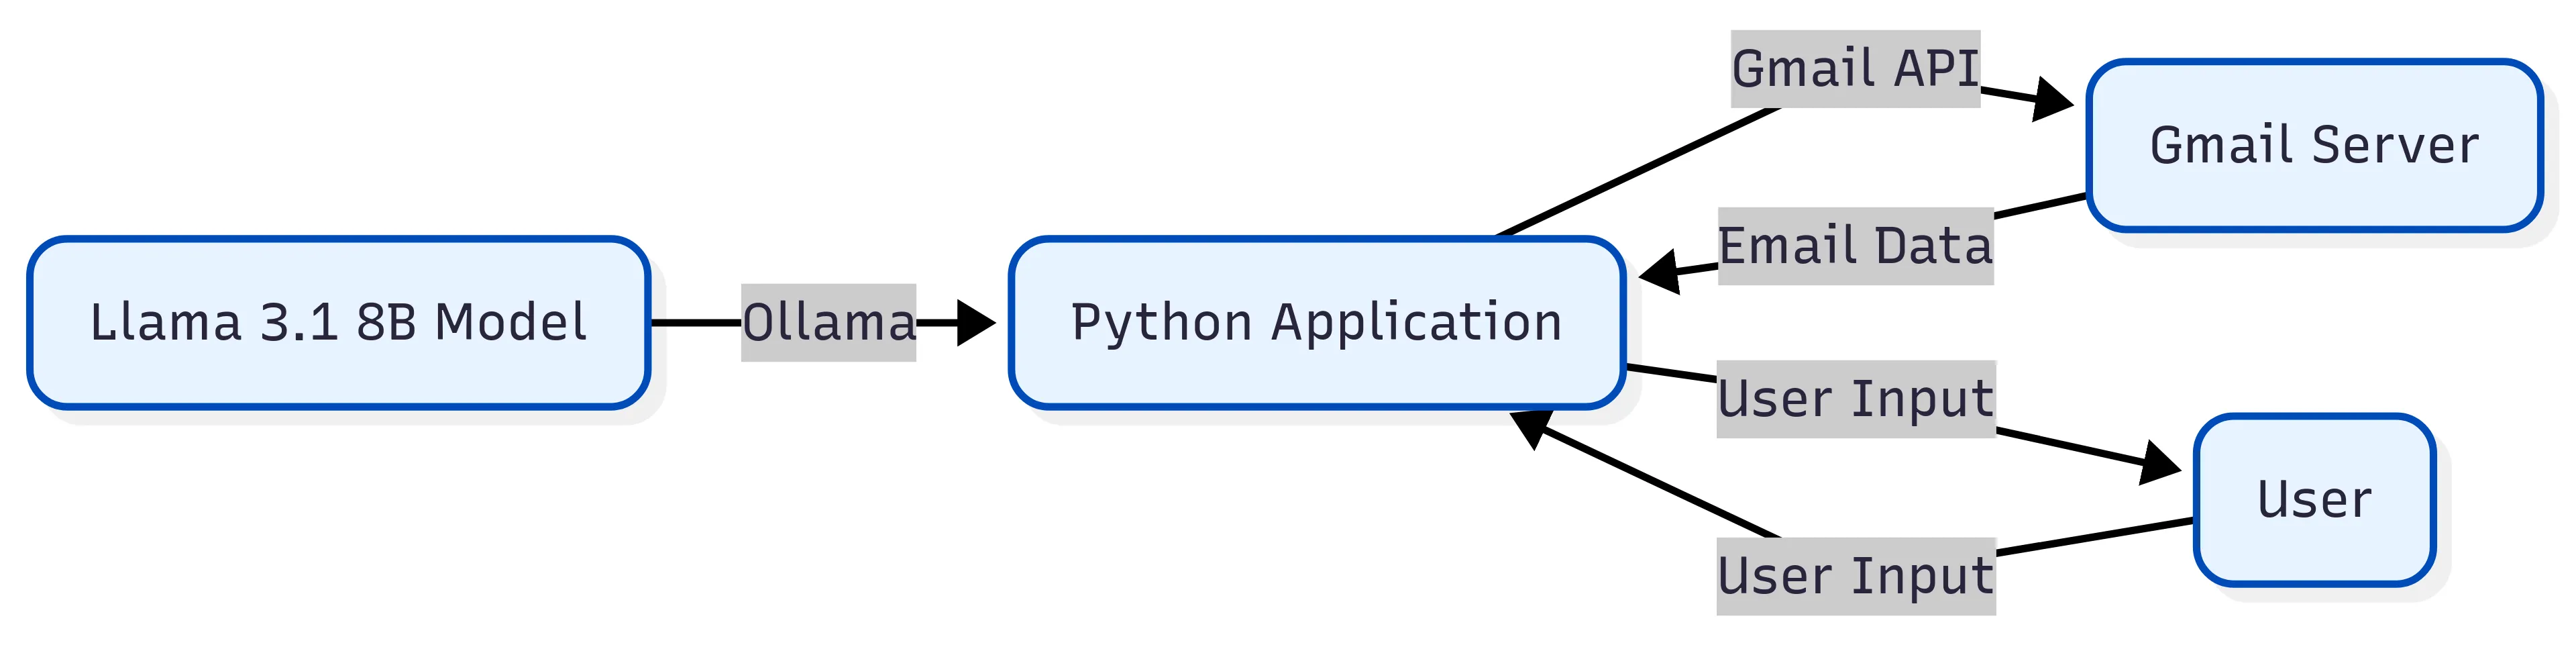 Gmail API
Gmail Server
Email Data
Llama 3.1 8B Model
Ollama
Python Application
User Input
User
User Input